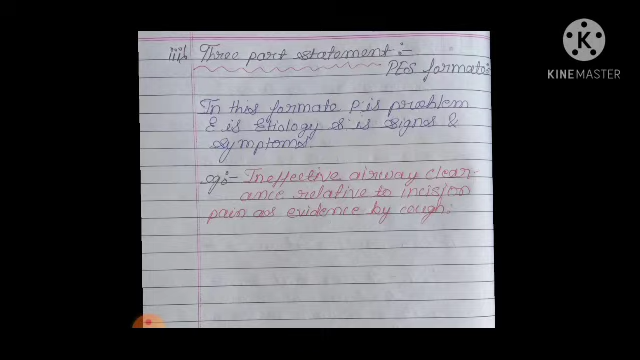 iii) Three part statement :-
PES formate:-
In this formate P is problem
E is Etiology S is Signs &
Symptoms.
eg:- Ineffective airway clear-
ance relative to incision
pain as evidence by cough.
KINEMASTER